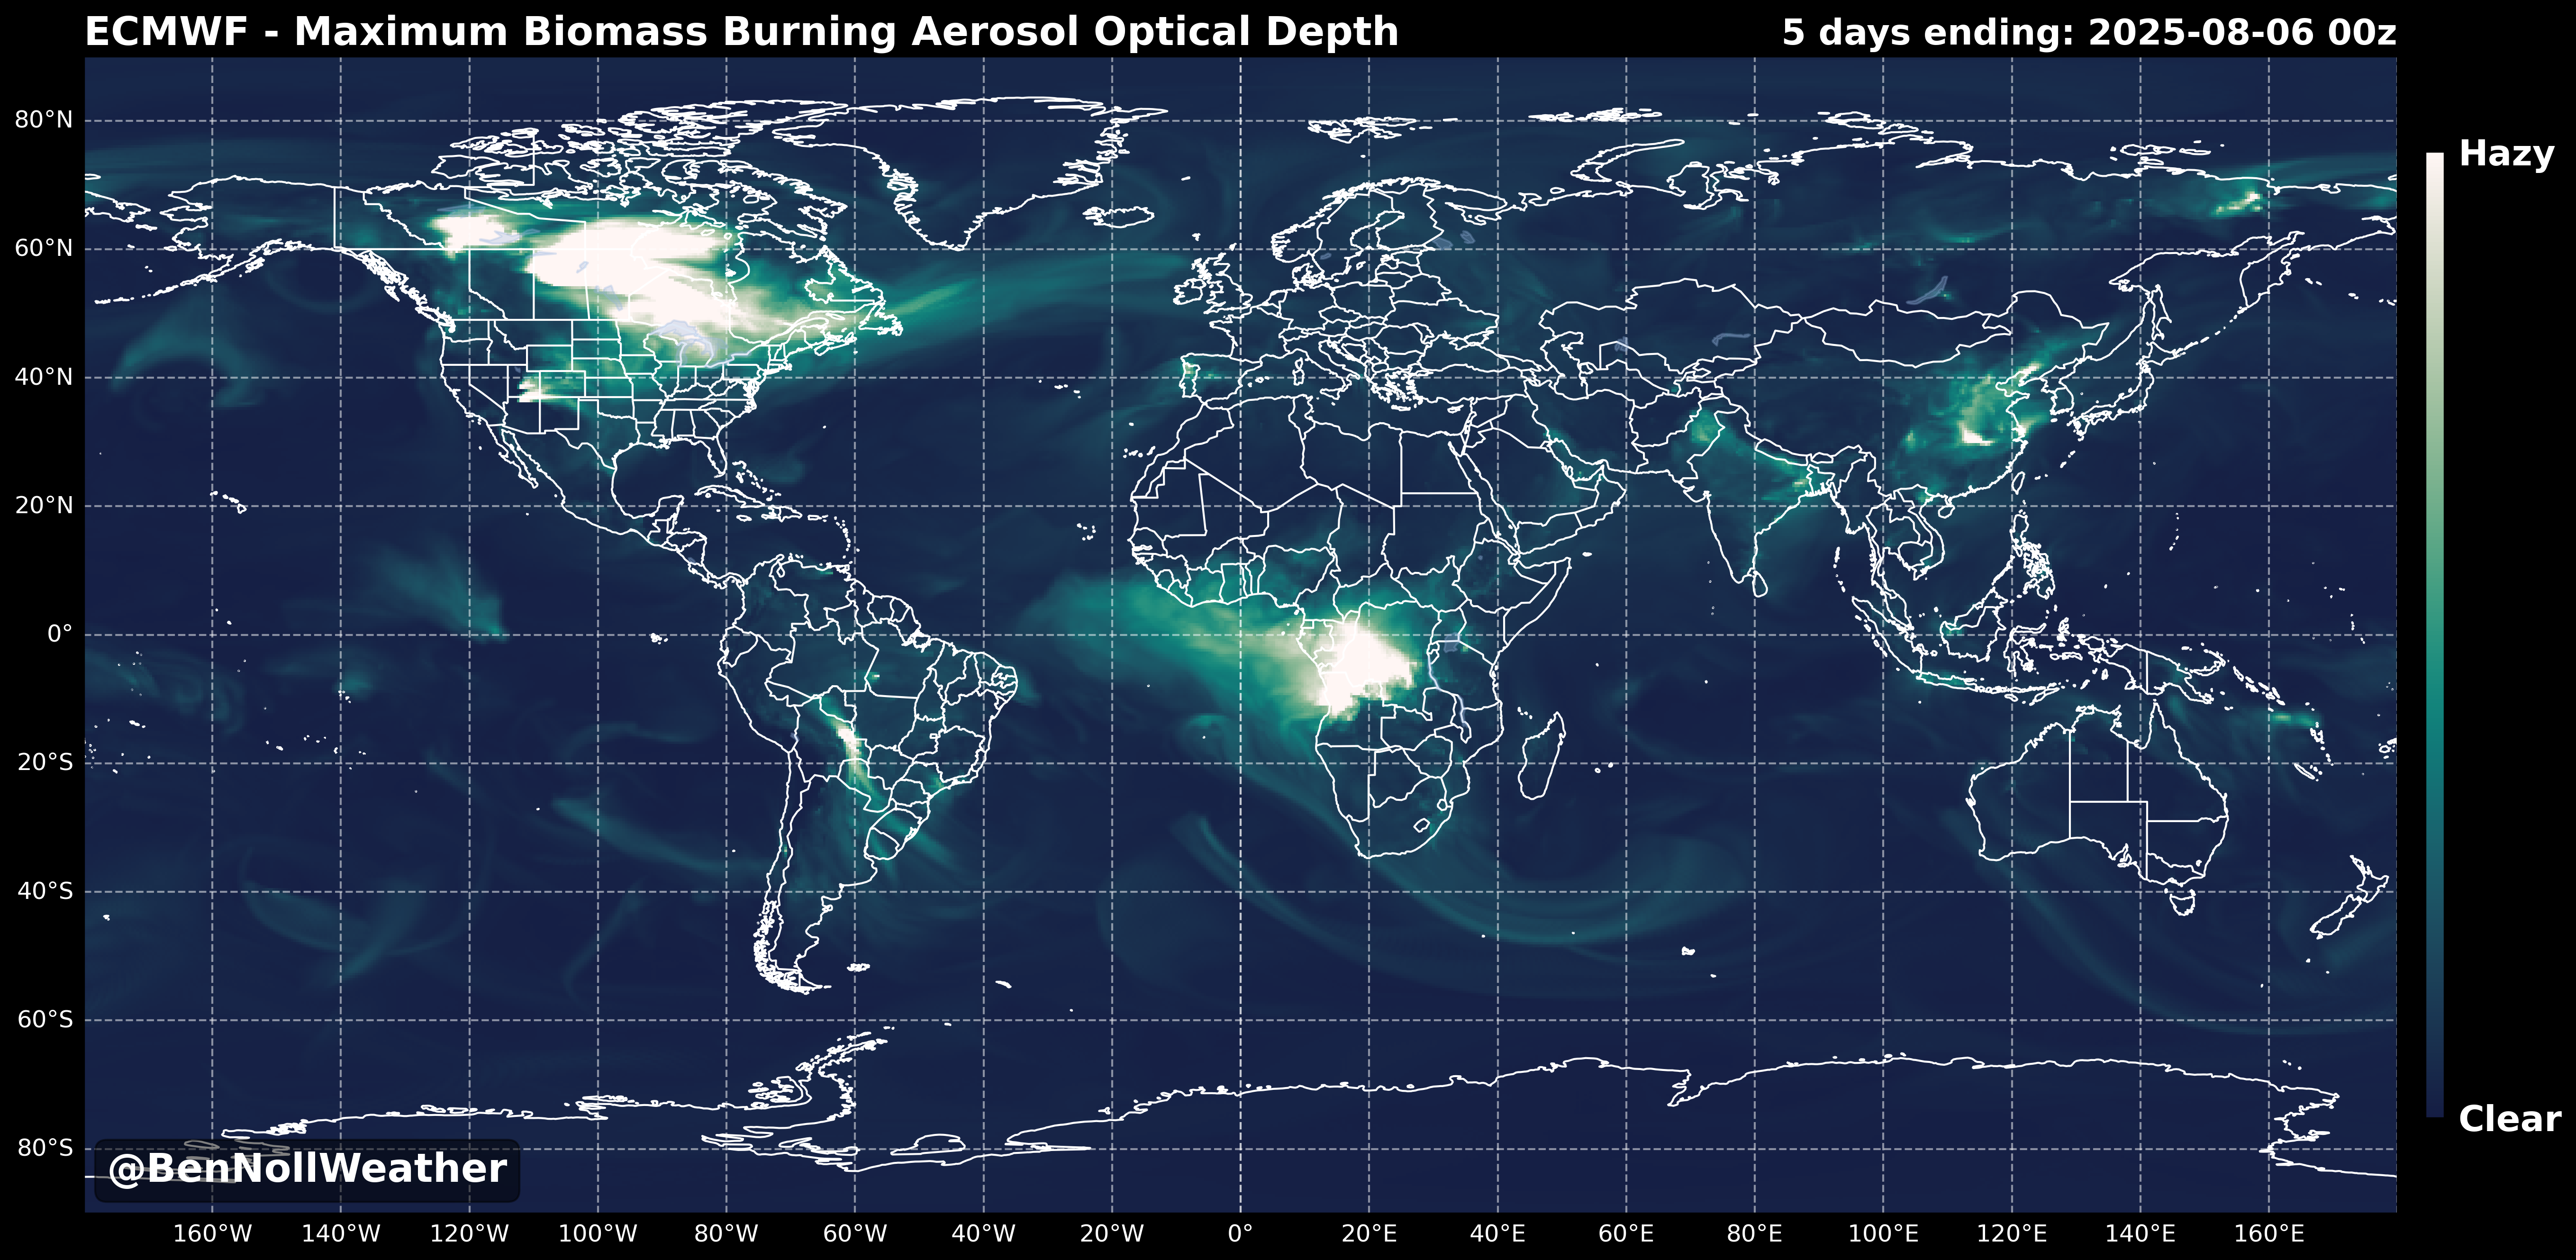 ECMWF - Maximum Biomass Burning Aerosol Optical Depth
5 days ending: 2025-08-06 00z
Hazy
Clear
80°N
60°N
40°N
20°N
0°
20°S
40°S
60°S
80°S
@BenNollWeather
160°W 140°W 120°W 100°W 80°W 60°W 40°W 20°W 0° 20°E 40°E 60°E 80°E 100°E 120°E 140°E 160°E